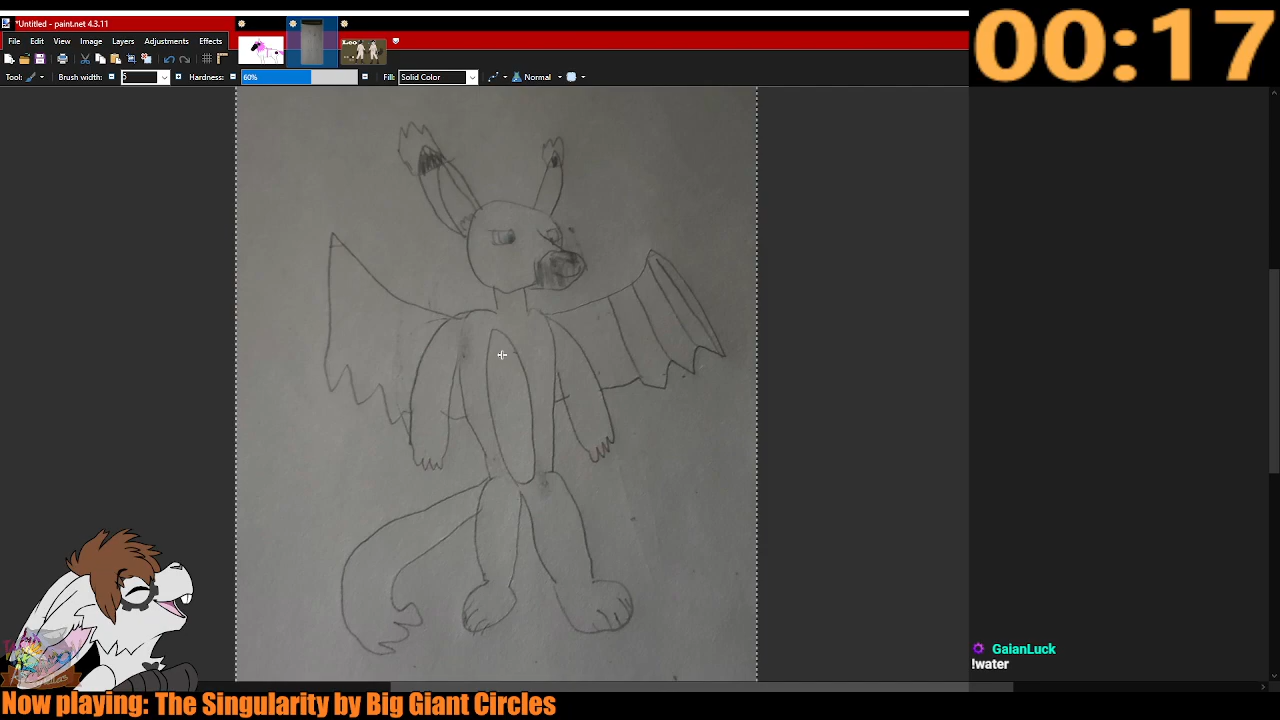 *Untitled - paint.net 4.3.11
File Edit View Image Layers Adjustments Effects
Tool: Brush width: 5 Hardness: 60% Fill: Solid Color Normal
00:17
GaianLuck
!water
Now playing: The Singularity by Big Giant Circles